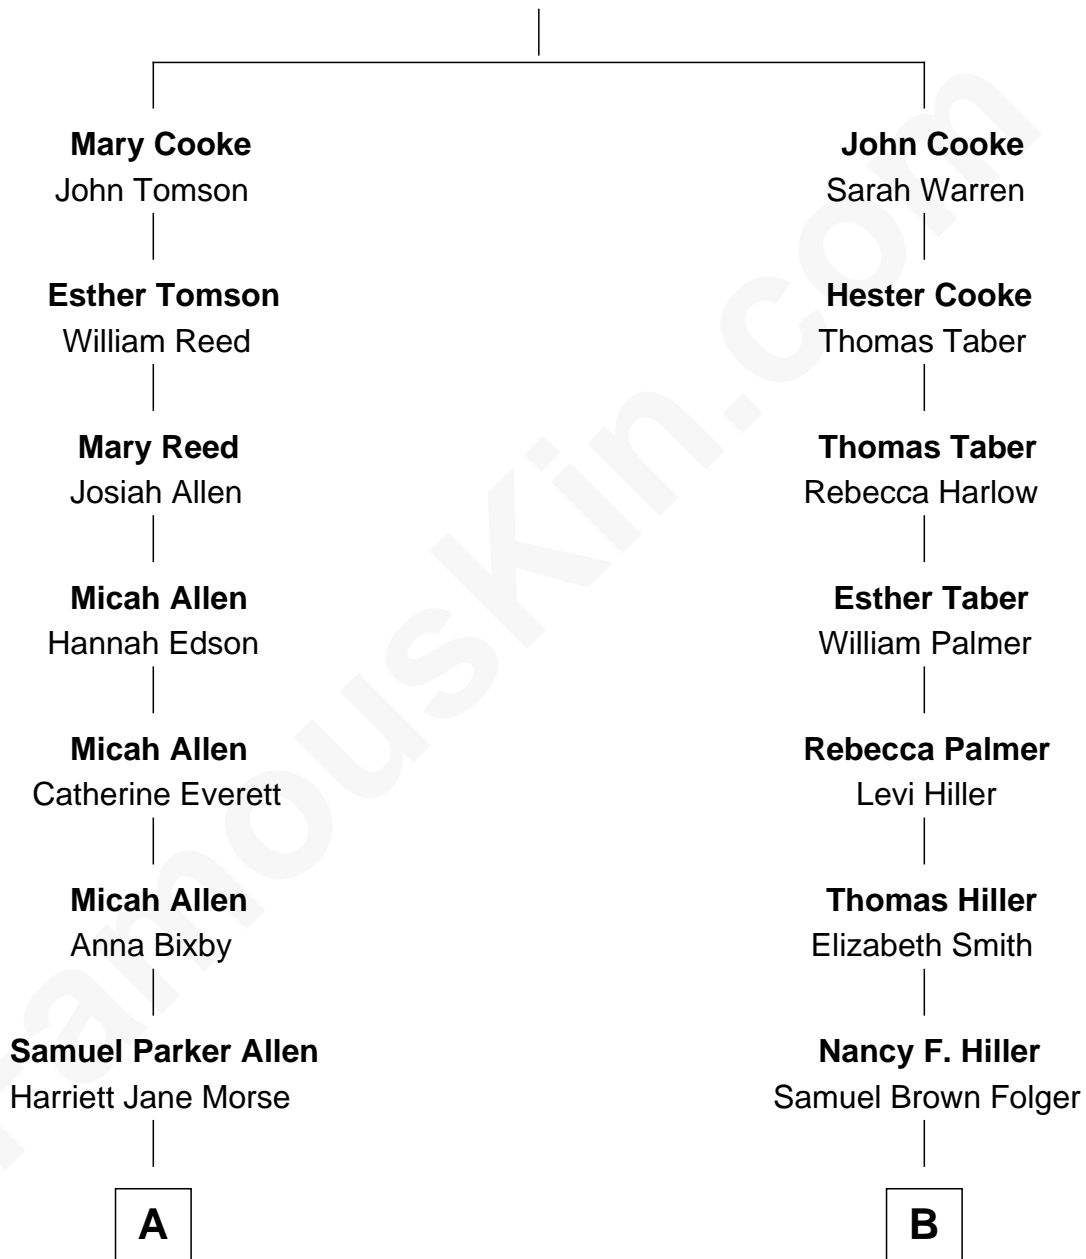 Mary Cooke
John Tomson
Esther Tomson
William Reed
Mary Reed
Josiah Allen
Micah Allen
Hannah Edson
Micah Allen
Catherine Everett
Micah Allen
Anna Bixby
Samuel Parker Allen
Harriett Jane Morse
A
John Cooke
Sarah Warren
Hester Cooke
Thomas Taber
Thomas Taber
Rebecca Harlow
Esther Taber
William Palmer
Rebecca Palmer
Levi Hiller
Thomas Hiller
Elizabeth Smith
Nancy F. Hiller
Samuel Brown Folger
B
FamousKin.com